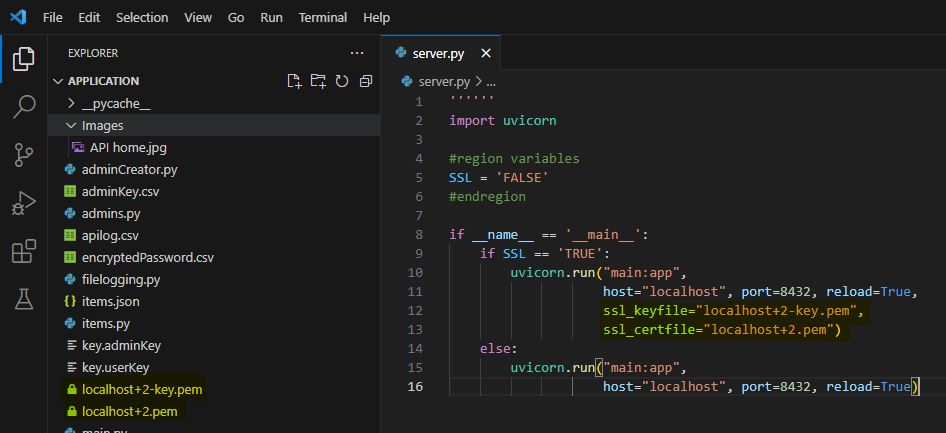 File Edit Selection View Go Run Terminal Help
EXPLORER
APPLICATION
__pycache__
Images
API home.jpg
adminCreator.py
adminKey.csv
admins.py
apilog.csv
encryptedPassword.csv
filelogging.py
items.json
items.py
key.adminKey
key.userKey
localhost+2-key.pem
localhost+2.pem
main.py
server.py
server.py > ...
1 ''''''
2 import uvicorn
3
4 #region variables
5 SSL = 'FALSE'
6 #endregion
7
8 if __name__ == '__main__':
9 if SSL == 'TRUE':
10 uvicorn.run("main:app",
11 host="localhost", port=8432, reload=True,
12 ssl_keyfile="localhost+2-key.pem",
13 ssl_certfile="localhost+2.pem")
14 else:
15 uvicorn.run("main:app",
16 host="localhost", port=8432, reload=True)